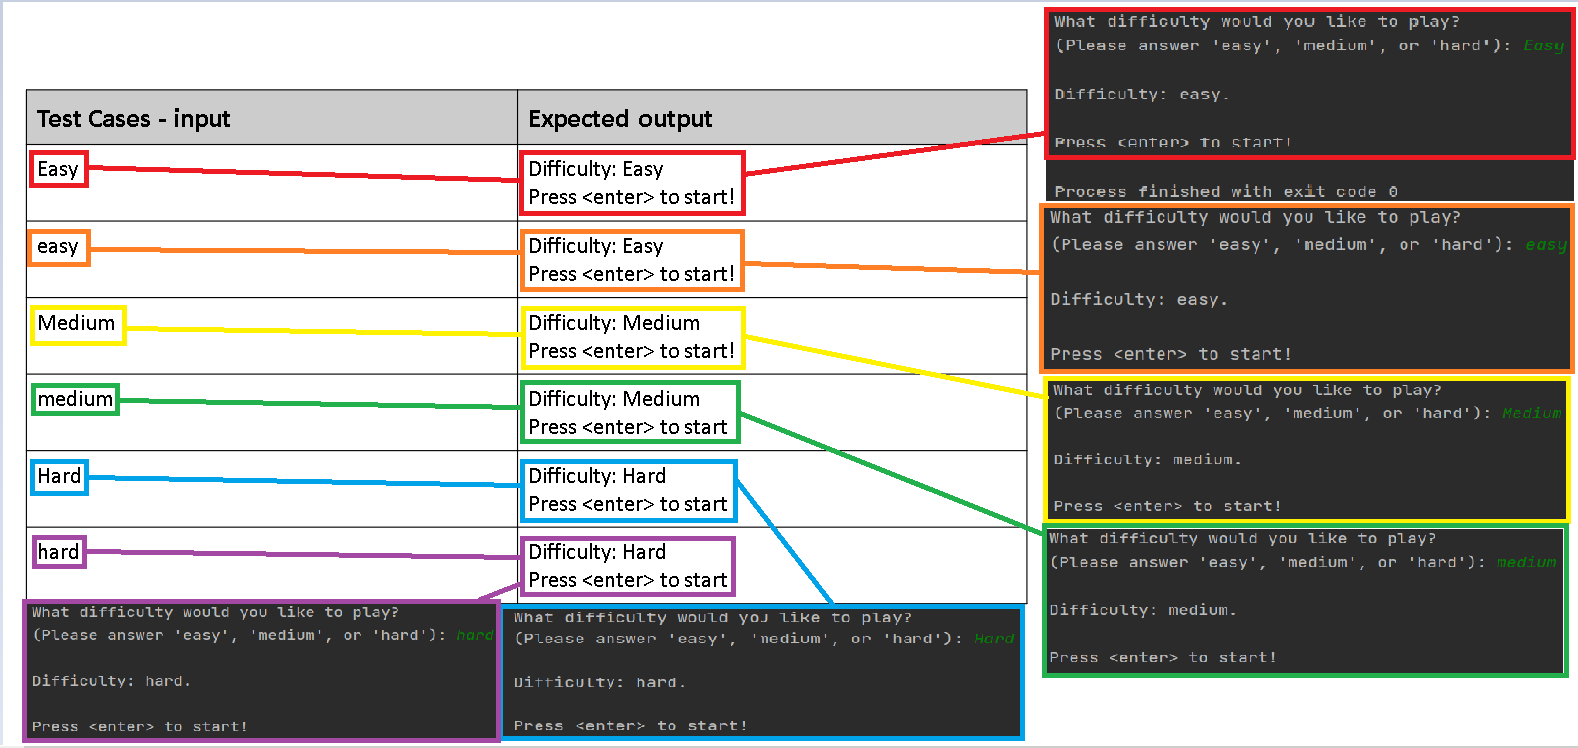 Test Cases - input
Expected output
Easy
Difficulty: Easy
Press <enter> to start!
easy
Difficulty: Easy
Press <enter> to start!
Medium
Difficulty: Medium
Press <enter> to start!
medium
Difficulty: Medium
Press <enter> to start
Hard
Difficulty: Hard
Press <enter> to start
hard
Difficulty: Hard
Press <enter> to start
What difficulty would you like to play?
(Please answer 'easy', 'medium', or 'hard'): Easy
Difficulty: easy.
Press <enter> to start!
Process finished with exit code 0
What difficulty would you like to play?
(Please answer 'easy', 'medium', or 'hard'): easy
Difficulty: easy.
Press <enter> to start!
What difficulty would you like to play?
(Please answer 'easy', 'medium', or 'hard'): Medium
Difficulty: medium.
Press <enter> to start!
What difficulty would you like to play?
(Please answer 'easy', 'medium', or 'hard'): medium
Difficulty: medium.
Press <enter> to start!
What difficulty would you like to play?
(Please answer 'easy', 'medium', or 'hard'): hard
Difficulty: hard.
Press <enter> to start!
What difficulty would you like to play?
(Please answer 'easy', 'medium', or 'hard'): Hard
Difficulty: hard.
Press <enter> to start!